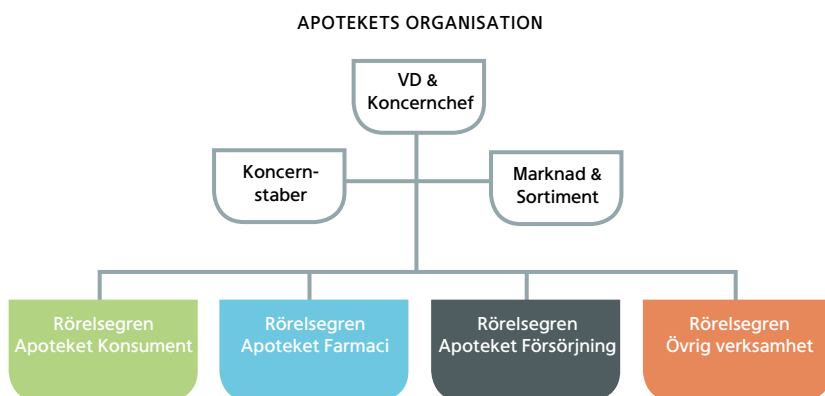 APOTEKETS ORGANISATION
VD &
Koncernchef
Koncern-
staber
Marknad &
Sortiment
Rörelsegren
Apoteket Konsument
Rörelsegren
Apoteket Farmaci
Rörelsegren
Apoteket Försörjning
Rörelsegren
Övrig verksamhet